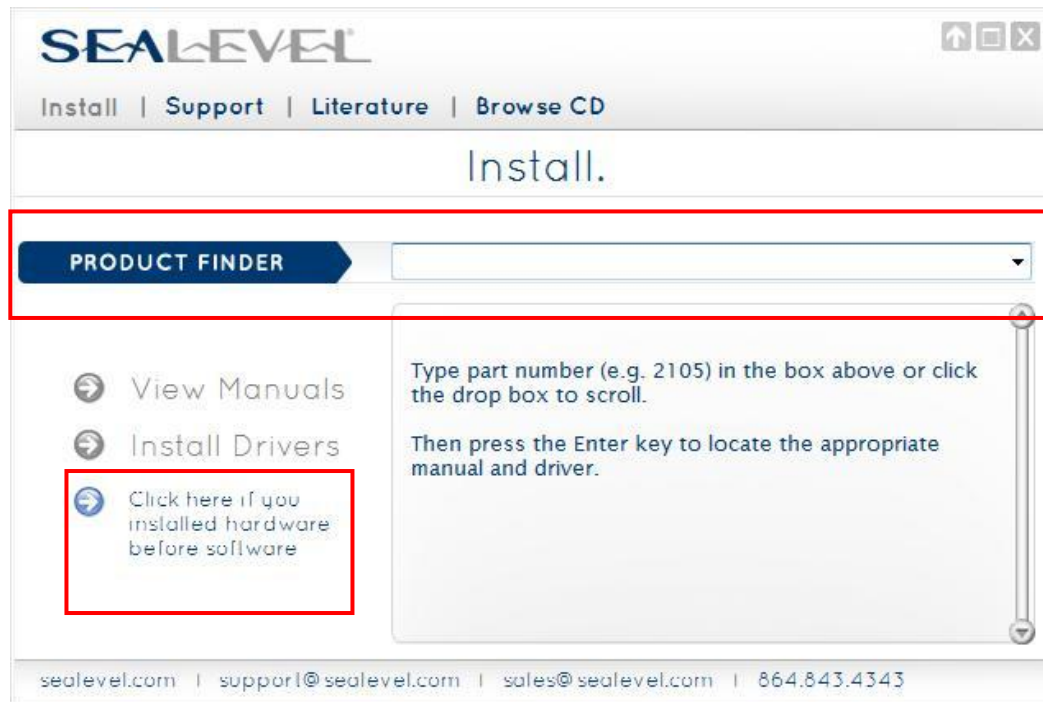 SEALEVEL
Install | Support | Literature | Browse CD
Install.
PRODUCT FINDER
View Manuals
Install Drivers
Click here if you
installed hardware
before software
Type part number (e.g. 2105) in the box above or click
the drop box to scroll.
Then press the Enter key to locate the appropriate
manual and driver.
sealevel.com | support@sealevel.com | sales@sealevel.com | 864.843.4343